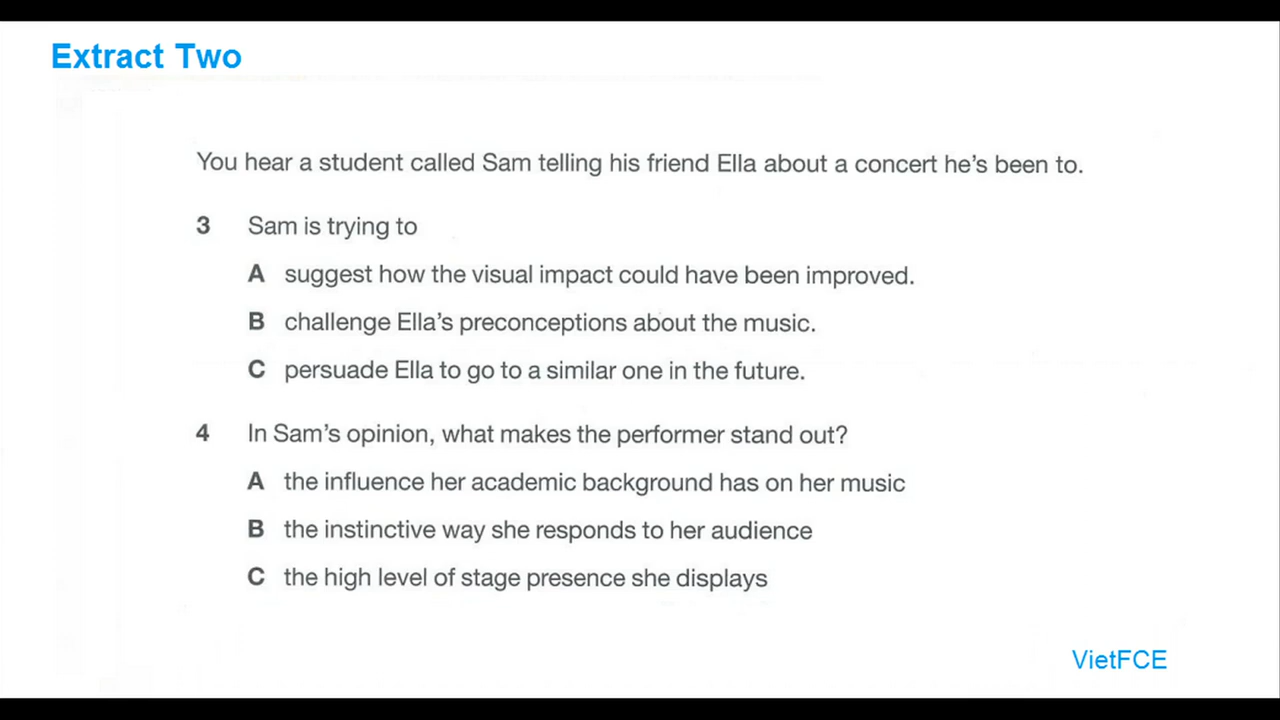 Extract Two
You hear a student called Sam telling his friend Ella about a concert he's been to.
3 Sam is trying to
A suggest how the visual impact could have been improved.
B challenge Ella's preconceptions about the music.
C persuade Ella to go to a similar one in the future.
4 In Sam's opinion, what makes the performer stand out?
A the influence her academic background has on her music
B the instinctive way she responds to her audience
C the high level of stage presence she displays
VietFCE